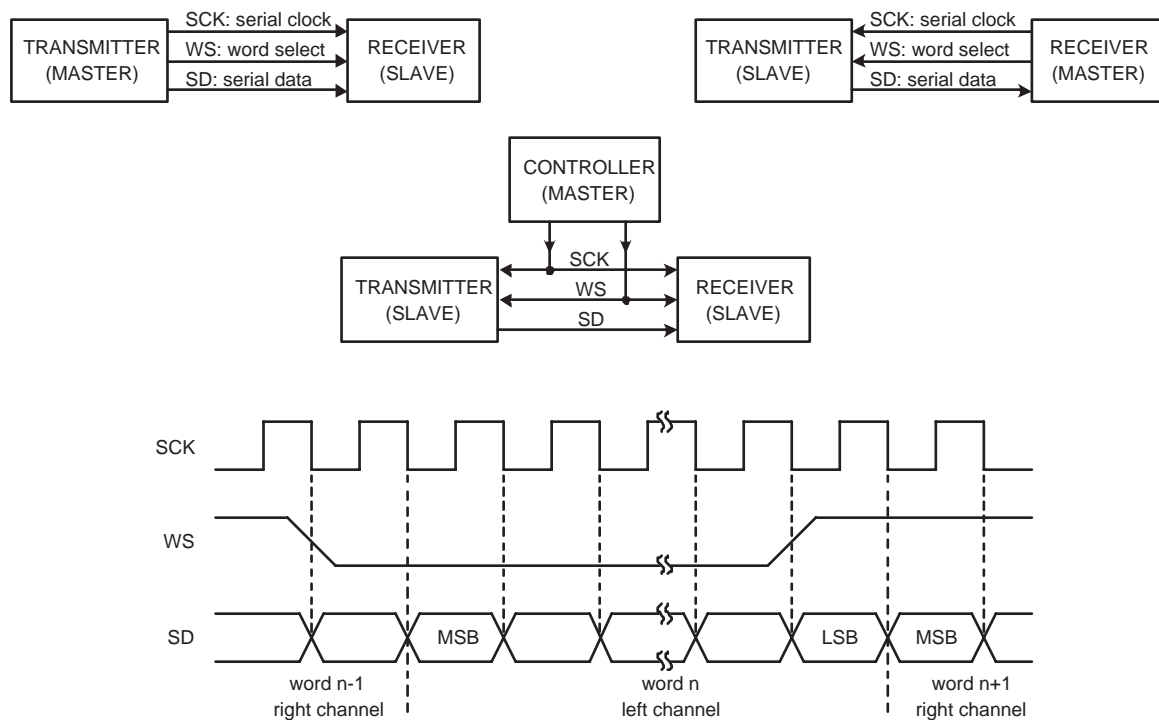 SCK: serial clock
WS: word select
SD: serial data
TRANSMITTER
(MASTER)
RECEIVER
(SLAVE)
SCK: serial clock
WS: word select
SD: serial data
TRANSMITTER
(SLAVE)
RECEIVER
(MASTER)
CONTROLLER
(MASTER)
TRANSMITTER
(SLAVE)
SCK
WS
SD
RECEIVER
(SLAVE)
SCK
WS
SD
MSB
LSB
MSB
word n-1
right channel
word n
left channel
word n+1
right channel